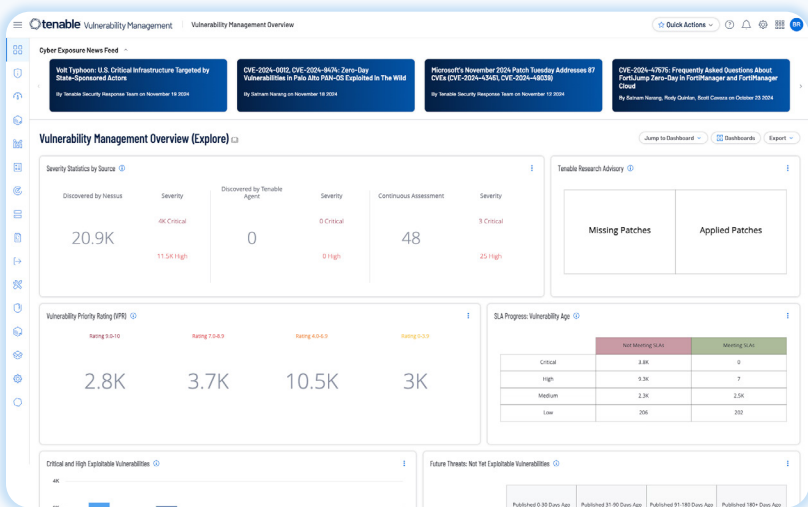 tenable Vulnerability Management
Vulnerability Management Overview
Quick Actions
BR
Cyber Exposure News Feed
Volt Typhoon: U.S. Critical Infrastructure Targeted by
State-Sponsored Actors
By Tenable Security Response Team on November 19 2024
CVE-2024-0012, CVE-2024-9474: Zero-Day
Vulnerabilities in Palo Alto PAN-OS Exploited In The Wild
By Satnam Narang on November 18 2024
Microsoft's November 2024 Patch Tuesday Addresses 87
CVEs (CVE-2024-43451, CVE-2024-49039)
By Tenable Security Response Team on November 12 2024
CVE-2024-47575: Frequently Asked Questions About
FortiJump Zero-Day in FortiManager and FortiManager
Cloud
By Satnam Narang, Rody Quinlan, Scott Caveza on October 23 2024
Vulnerability Management Overview (Explore)
Jump to Dashboard
Dashboards
Export
Severity Statistics by Source
Discovered by Nessus
Severity
Discovered by Tenable
Agent
Severity
Continuous Assessment
Severity
20.9K
4K Critical
11.5K High
0
0 Critical
0 High
48
3 Critical
25 High
Tenable Research Advisory
Missing Patches
Applied Patches
Vulnerability Priority Rating (VPR)
Rating 9.0-10
Rating 7.0-8.9
Rating 4.0-6.9
Rating 0-3.9
2.8K
3.7K
10.5K
3K
SLA Progress: Vulnerability Age
Not Meeting SLAs
Meeting SLAs
Critical
3.8K
0
High
9.3K
7
Medium
2.3K
2.5K
Low
206
202
Critical and High Exploitable Vulnerabilities
4K
Future Threats: Not Yet Exploitable Vulnerabilities
Published 0-30 Days Ago
Published 31-90 Days Ago
Published 91-180 Days Ago
Published 180+ Days Ago